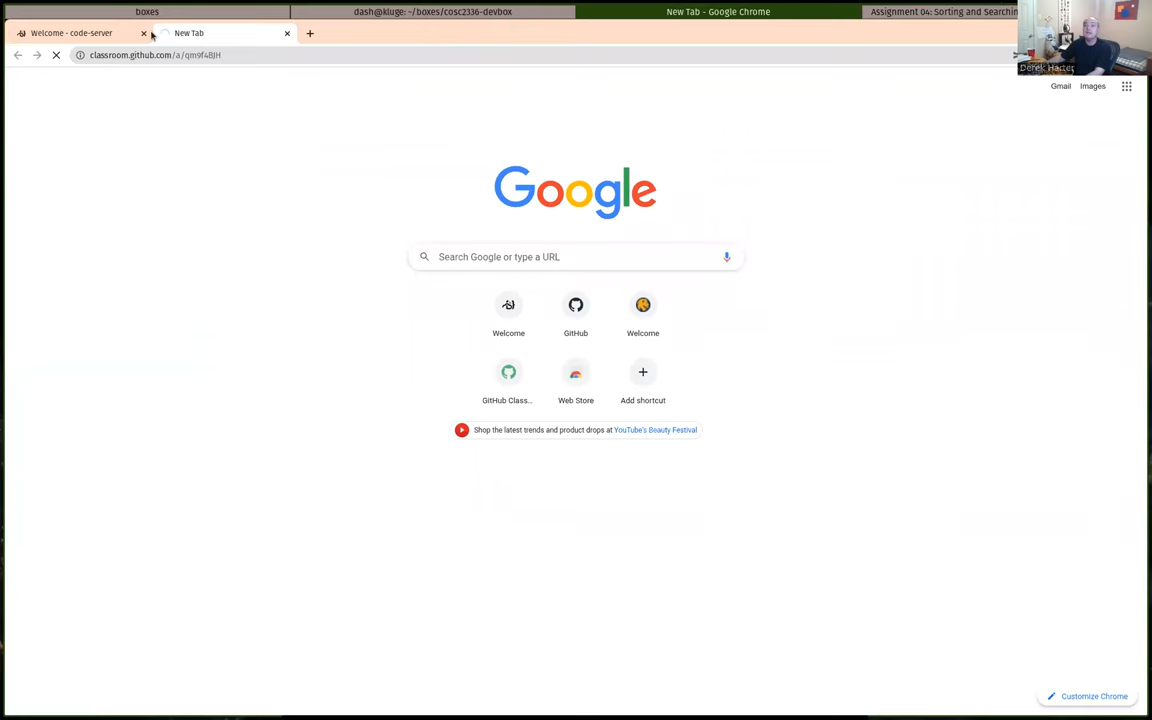 boxes
dash@kluge: ~/boxes/cosc2336-devbox
New Tab - Google Chrome
Assignment 04: Sorting and Searchin
Welcome - code-server
New Tab
classroom.github.com/a/qm9f4BJH
Derek Harter
Gmail
Images
Google
Search Google or type a URL
Welcome
GitHub
Welcome
GitHub Class...
Web Store
Add shortcut
Shop the latest trends and product drops at YouTube's Beauty Festival
Customize Chrome